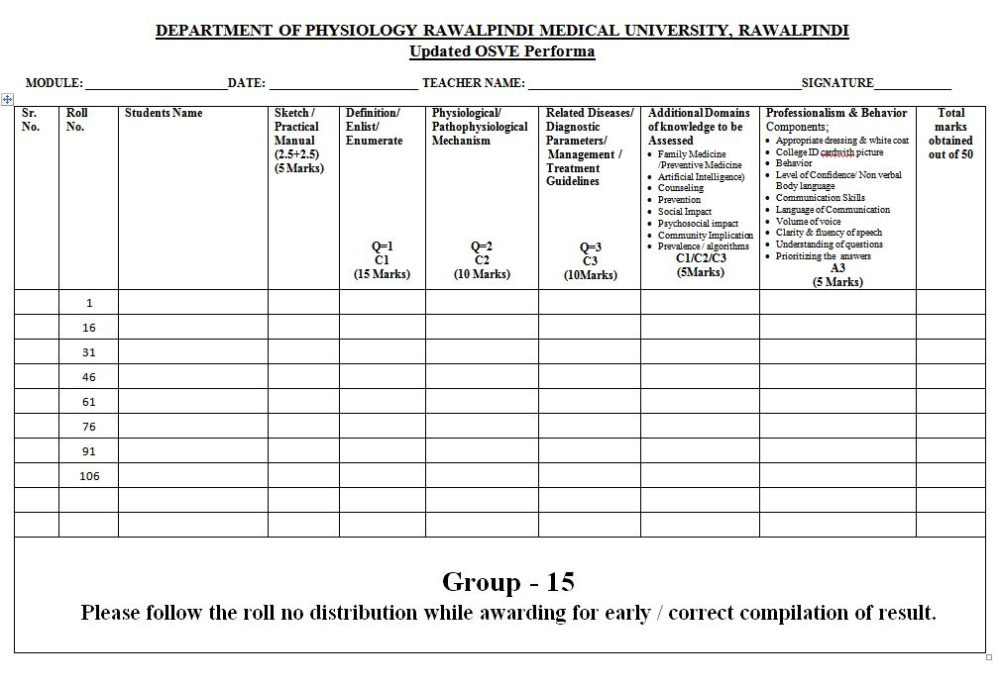 DEPARTMENT OF PHYSIOLOGY RAWALPINDI MEDICAL UNIVERSITY, RAWALPINDI
Updated OSVE Performa
MODULE: ______________________ DATE: ______________________ TEACHER NAME: ______________________ SIGNATURE____________
Sr.
No.
Roll
No.
Students Name
Sketch /
Practical
Manual
(2.5+2.5)
(5 Marks)
Definition/
Enlist/
Enumerate
Q=1
C1
(15 Marks)
Physiological/
Pathophysiological
Mechanism
Q=2
C2
(10 Marks)
Related Diseases/
Diagnostic
Parameters/
Management /
Treatment
Guidelines
Q=3
C3
(10Marks)
Additional Domains
of knowledge to be
Assessed
• Family Medicine
/Preventive Medicine
• Artificial Intelligence)
• Counseling
• Prevention
• Social Impact
• Psychosocial impact
• Community Implication
• Prevalence / algorithms
C1/C2/C3
(5Marks)
Professionalism & Behavior
Components;
• Appropriate dressing & white coat
• College ID cardwith picture
• Behavior
• Level of Confidence/ Non verbal
Body language
• Communication Skills
• Language of Communication
• Volume of voice
• Clarity & fluency of speech
• Understanding of questions
• Prioritizing the answers
A3
(5 Marks)
Total
marks
obtained
out of 50
1
16
31
46
61
76
91
106
Group - 15
Please follow the roll no distribution while awarding for early / correct compilation of result.